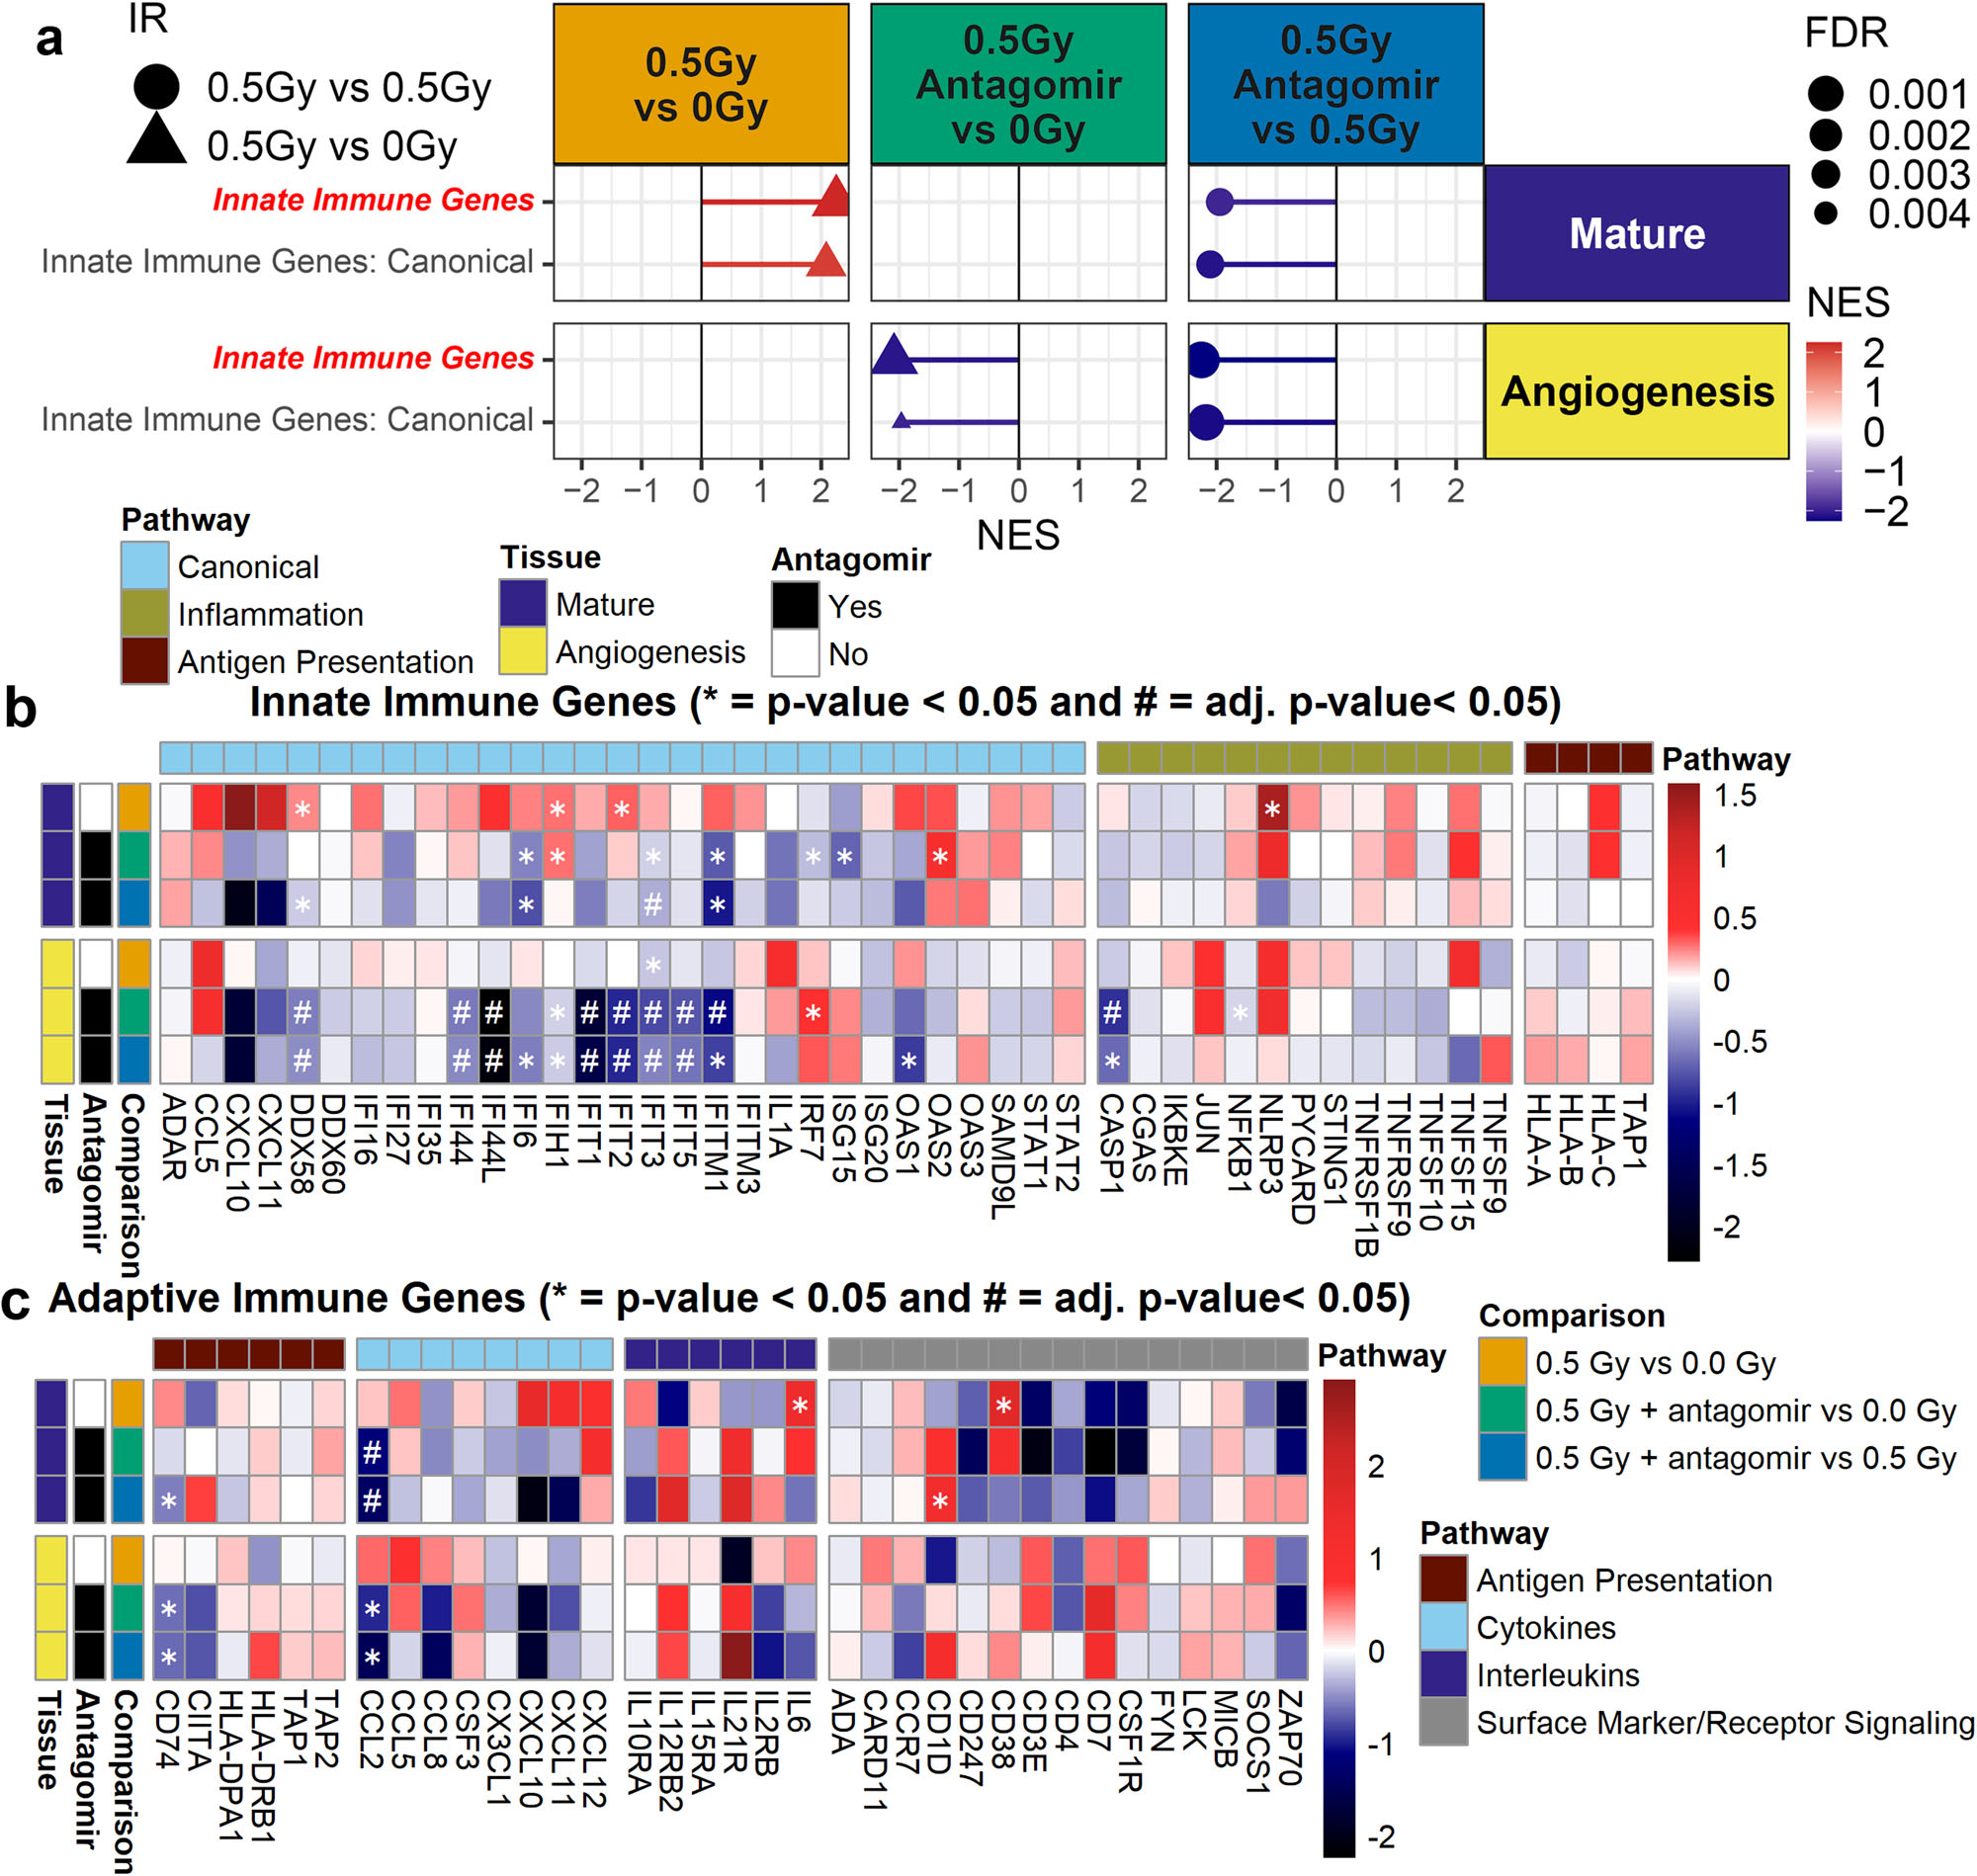 a
IR
0.5Gy vs 0.5Gy
0.5Gy vs 0Gy
0.5Gy
vs 0Gy
0.5Gy
Antagomir
vs 0Gy
0.5Gy
Antagomir
vs 0.5Gy
FDR
0.001
0.002
0.003
0.004
Innate Immune Genes
Innate Immune Genes: Canonical
Mature
Innate Immune Genes
Innate Immune Genes: Canonical
Angiogenesis
NES
2
1
0
−1
−2
−2 −1 0 1 2 −2 −1 0 1 2 −2 −1 0 1 2
NES
Pathway
Canonical
Inflammation
Antigen Presentation
Tissue
Mature
Angiogenesis
Antagomir
Yes
No
b
Innate Immune Genes (* = p-value < 0.05 and # = adj. p-value< 0.05)
Pathway
1.5
1
0.5
0
-0.5
-1
-1.5
-2
* * * *
* * * * * * *
* * # *
*
# # # * # # # # # * # *
# # # * * # # # # * * *
Tissue
Antagomir
Comparison
ADAR
CCL5
CXCL10
CXCL11
DDX58
DDX60
IFI16
IFI27
IFI35
IFI44
IFI44L
IFI6
IFIH1
IFIT1
IFIT2
IFIT3
IFIT5
IFITM1
IFITM3
IL1A
IRF7
ISG15
ISG20
OAS1
OAS2
OAS3
SAMD9L
STAT1
STAT2
CASP1
CGAS
IKBKE
JUN
NFKB1
NLRP3
PYCARD
STING1
TNFRSF1B
TNFRSF9
TNFSF10
TNFSF15
TNFSF9
HLA-A
HLA-B
HLA-C
TAP1
c
Adaptive Immune Genes (* = p-value < 0.05 and # = adj. p-value< 0.05)
Pathway
2
1
0
-1
-2
* *
#
* # *
* *
* *
Tissue
Antagomir
Comparison
CD74
CIITA
HLA-DPA1
HLA-DRB1
TAP1
TAP2
CCL2
CCL5
CCL8
CSF3
CX3CL1
CXCL10
CXCL11
CXCL12
IL10RA
IL12RB2
IL15RA
IL21R
IL2RB
IL6
ADA
CARD11
CCR7
CD1D
CD247
CD38
CD3E
CD4
CD7
CSF1R
FYN
LCK
MICB
SOCS1
ZAP70
Comparison
0.5 Gy vs 0.0 Gy
0.5 Gy + antagomir vs 0.0 Gy
0.5 Gy + antagomir vs 0.5 Gy
Pathway
Antigen Presentation
Cytokines
Interleukins
Surface Marker/Receptor Signaling